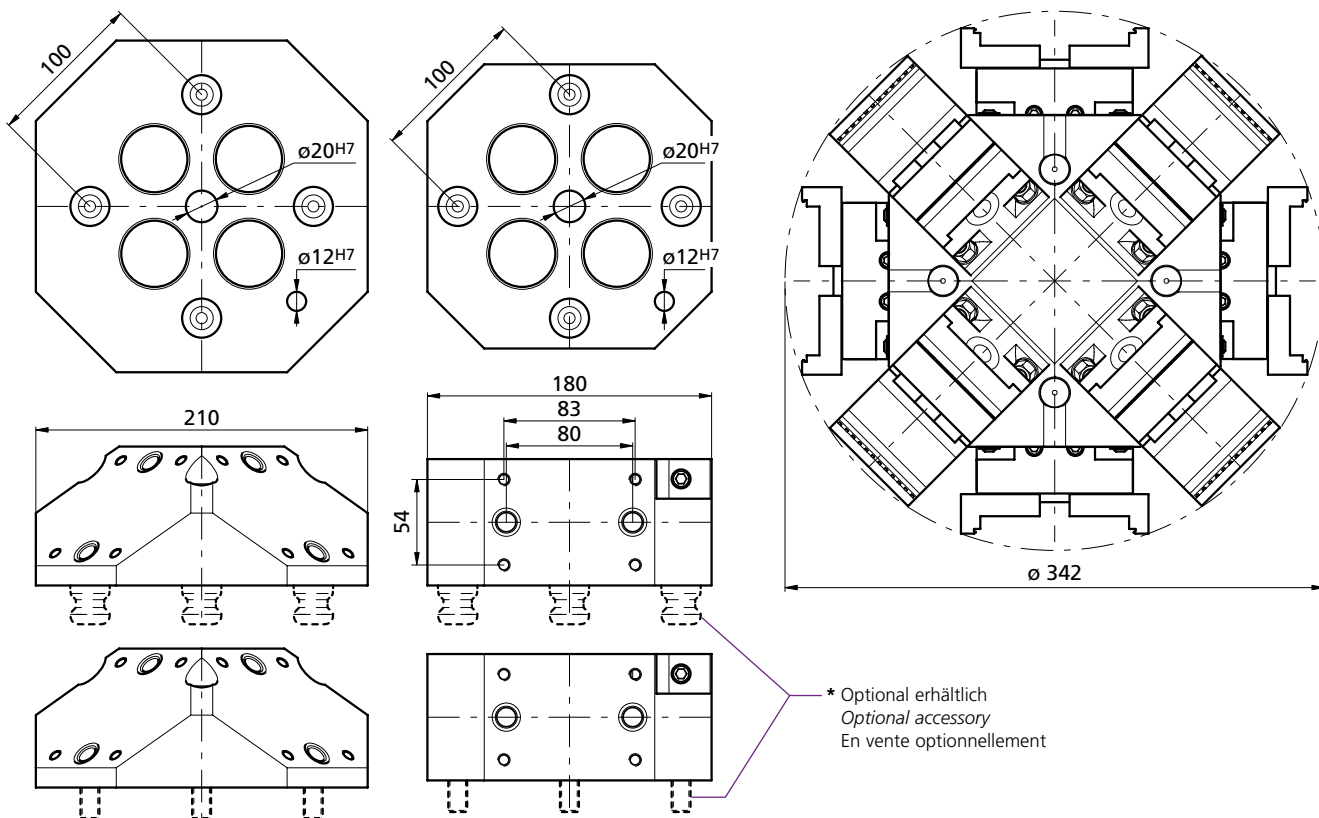 100
ø20H7
ø12H7
100
ø20H7
ø12H7
210
180
83
80
54
ø 342
* Optional erhältlich
Optional accessory
En vente optionnellement